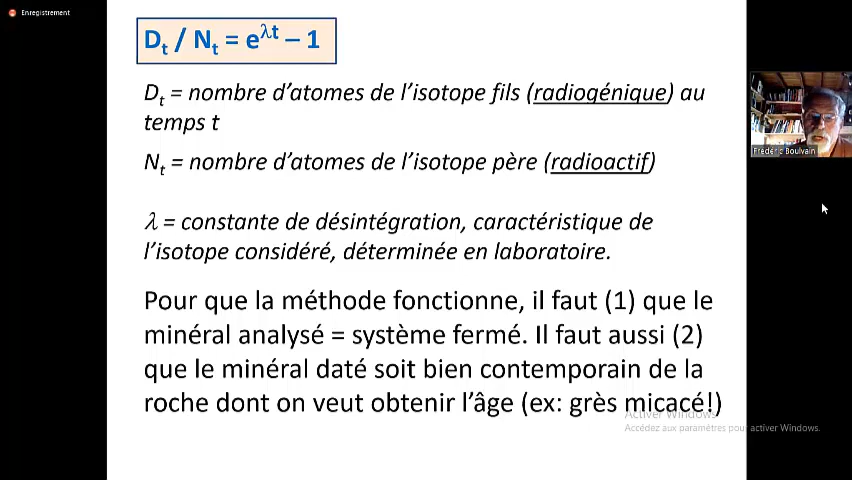 Enregistrement
Dt / Nt = e^λt – 1
Dt = nombre d'atomes de l'isotope fils (radiogénique) au
temps t
Nt = nombre d'atomes de l'isotope père (radioactif)
λ = constante de désintégration, caractéristique de
l'isotope considéré, déterminée en laboratoire.
Pour que la méthode fonctionne, il faut (1) que le
minéral analysé = système fermé. Il faut aussi (2)
que le minéral daté soit bien contemporain de la
roche dont on veut obtenir l'âge (ex: grès micacé!)
Frédéric Boulvain
Activer Windows
Accédez aux paramètres pour activer Windows.